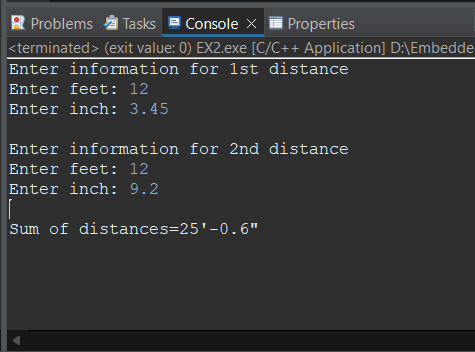 Problems Tasks Console Properties
<terminated> (exit value: 0) EX2.exe [C/C++ Application] D:\Embedde
Enter information for 1st distance
Enter feet: 12
Enter inch: 3.45
Enter information for 2nd distance
Enter feet: 12
Enter inch: 9.2
Sum of distances=25'-0.6"